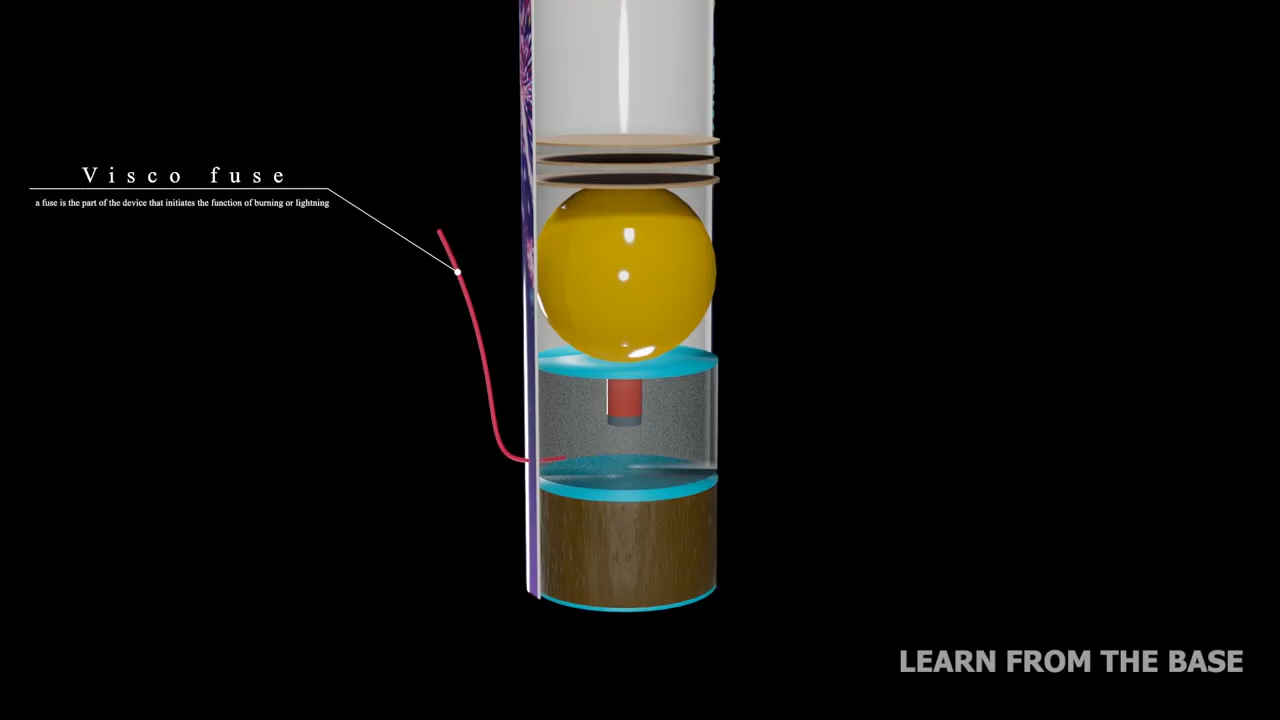 Visco fuse
a fuse is the part of the device that initiates the function of burning or lightning
LEARN FROM THE BASE